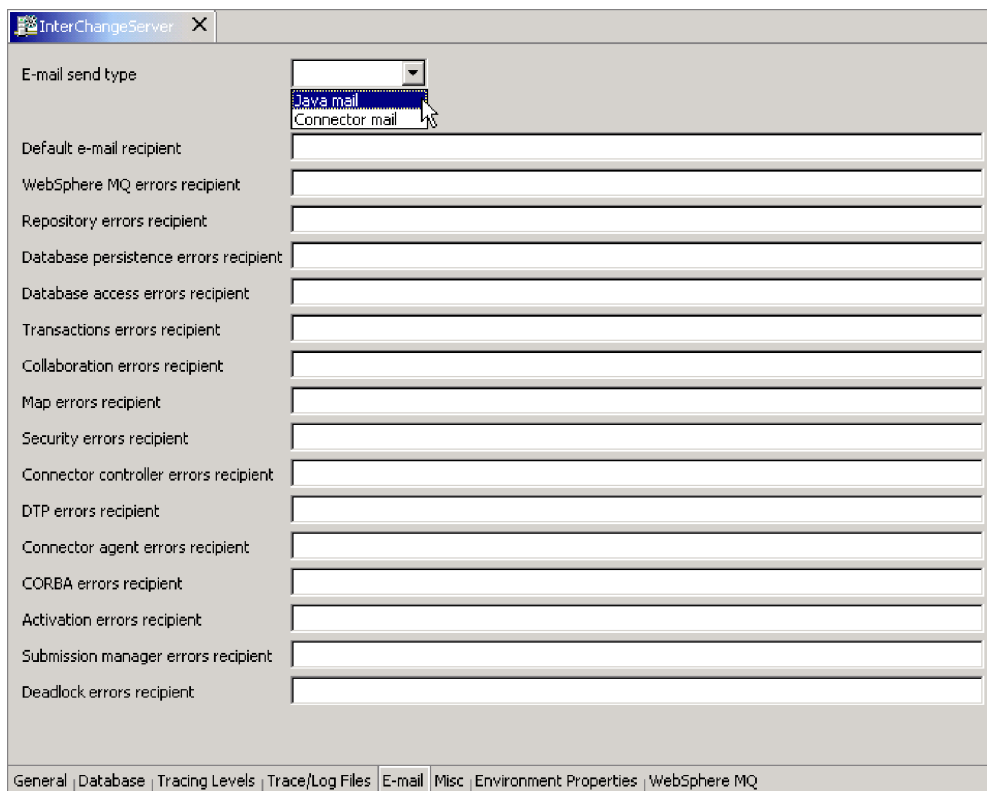 InterChangeServer
E-mail send type
Java mail
Connector mail
Default e-mail recipient
WebSphere MQ errors recipient
Repository errors recipient
Database persistence errors recipient
Database access errors recipient
Transactions errors recipient
Collaboration errors recipient
Map errors recipient
Security errors recipient
Connector controller errors recipient
DTP errors recipient
Connector agent errors recipient
CORBA errors recipient
Activation errors recipient
Submission manager errors recipient
Deadlock errors recipient
General Database Tracing Levels Trace/Log Files E-mail Misc Environment Properties WebSphere MQ